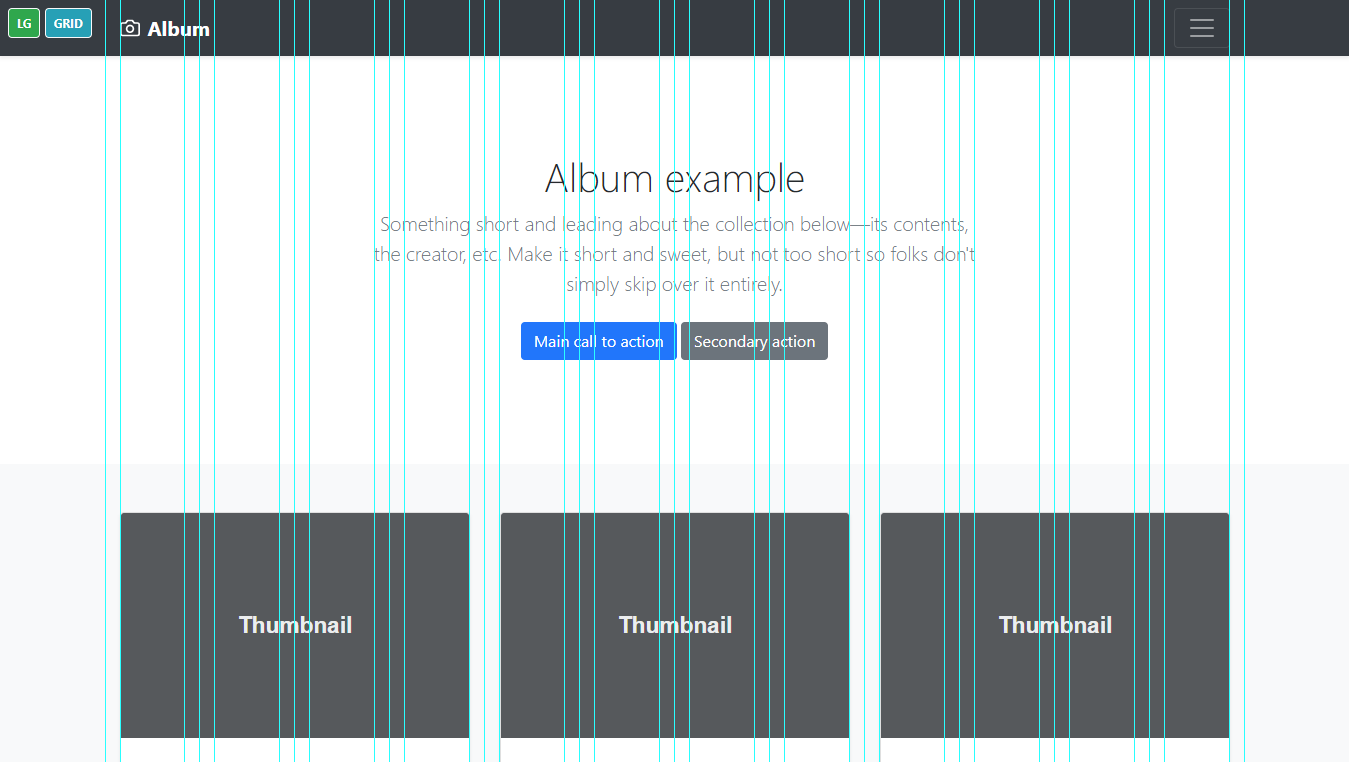 LG GRID Album
Album example
Something short and leading about the collection below—its contents,
the creator, etc. Make it short and sweet, but not too short so folks don't
simply skip over it entirely.
Main call to action Secondary action
Thumbnail Thumbnail Thumbnail